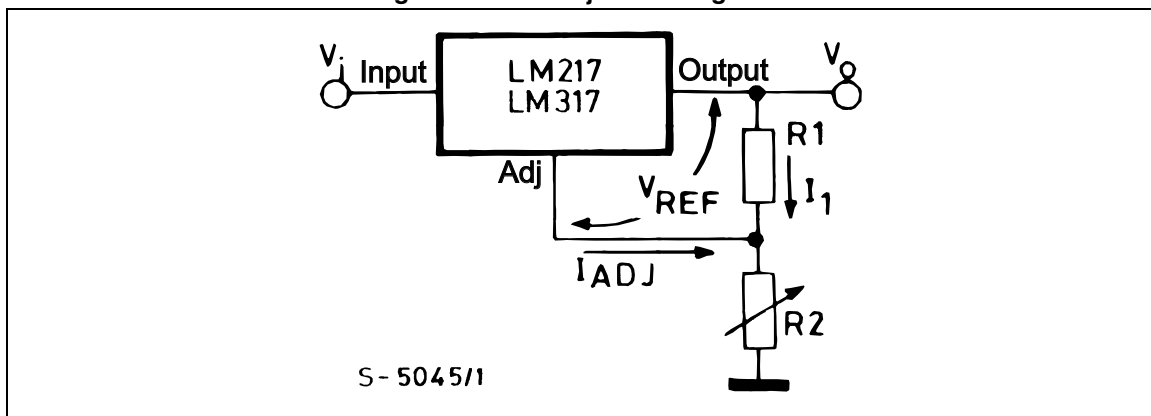 Vi
Input
LM217
LM317
Output
Vo
Adj
VREF
R1
I1
IADJ
R2
S-5045/1